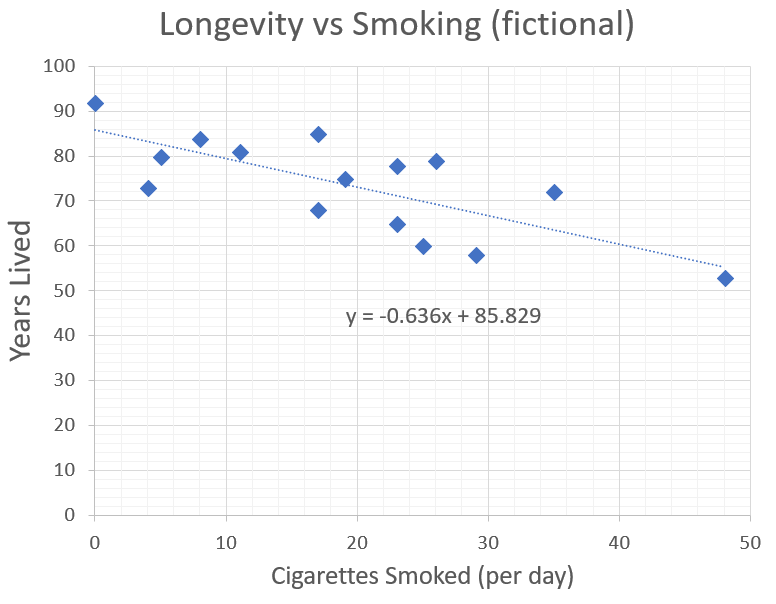 Longevity vs Smoking (fictional)
100
90
80
70
60
50
40
30
20
10
0
Years Lived
y = -0.636x + 85.829
0 10 20 30 40 50
Cigarettes Smoked (per day)